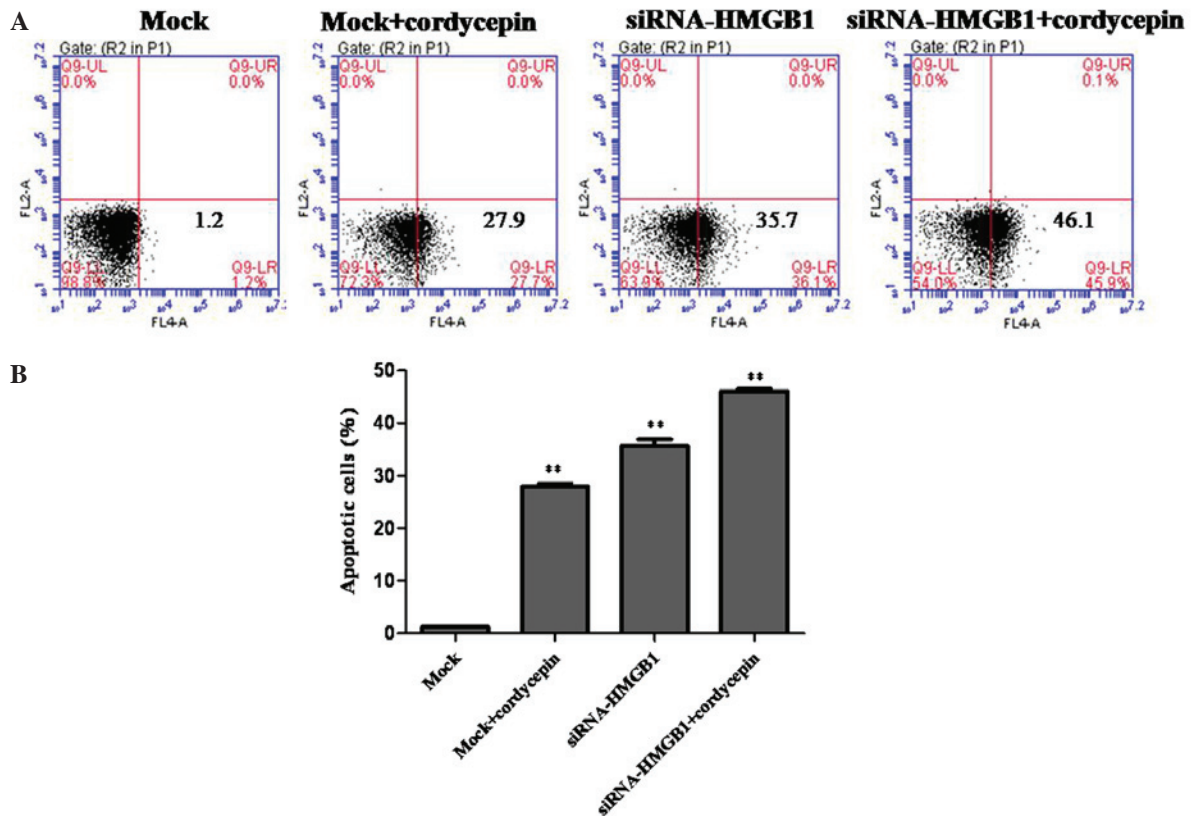 A
Mock
Mock+cordycepin
siRNA-HMGB1
siRNA-HMGB1+cordycepin
Gate: (R2 in P1)
Q9-UL
0.0%
Q9-UR
0.0%
1.2
Q9-LL
98.8%
Q9-LR
1.2%
FL2-A
FL4-A
Gate: (R2 in P1)
Q9-UL
0.0%
Q9-UR
0.0%
27.9
Q9-LL
72.3%
Q9-LR
27.7%
FL2-A
FL4-A
Gate: (R2 in P1)
Q9-UL
0.0%
Q9-UR
0.0%
35.7
Q9-LL
63.9%
Q9-LR
36.1%
FL2-A
FL4-A
Gate: (R2 in P1)
Q9-UL
0.0%
Q9-UR
0.1%
46.1
Q9-LL
54.0%
Q9-LR
45.9%
FL2-A
FL4-A
B
Apoptotic cells (%)
50
40
30
20
10
0
**
**
**
Mock
Mock+cordycepin
siRNA-HMGB1
siRNA-HMGB1+cordycepin